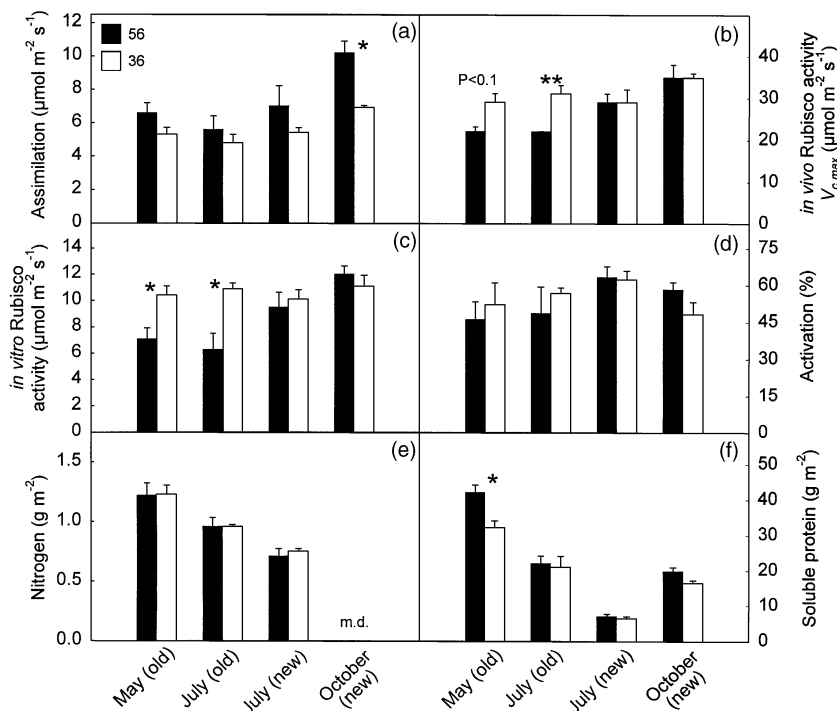 12
10
8
6
4
2
0
Assimilation (µmol m⁻² s⁻¹)
56
36
(a)
*
(b)
P<0.1
**
40
30
20
10
0
in vivo Rubisco activity
V c,max (µmol m⁻² s⁻¹)
14
12
10
8
6
4
2
0
in vitro Rubisco
activity (µmol m⁻² s⁻¹)
(c)
*
*
(d)
75
60
45
30
15
0
Activation (%)
1.5
1.0
0.5
0.0
Nitrogen (g m⁻²)
(e)
m.d.
(f)
*
50
40
30
20
10
0
Soluble protein (g m⁻²)
May (old)
July (old)
July (new)
October
(new)
May (old)
July (old)
July (new)
October
(new)